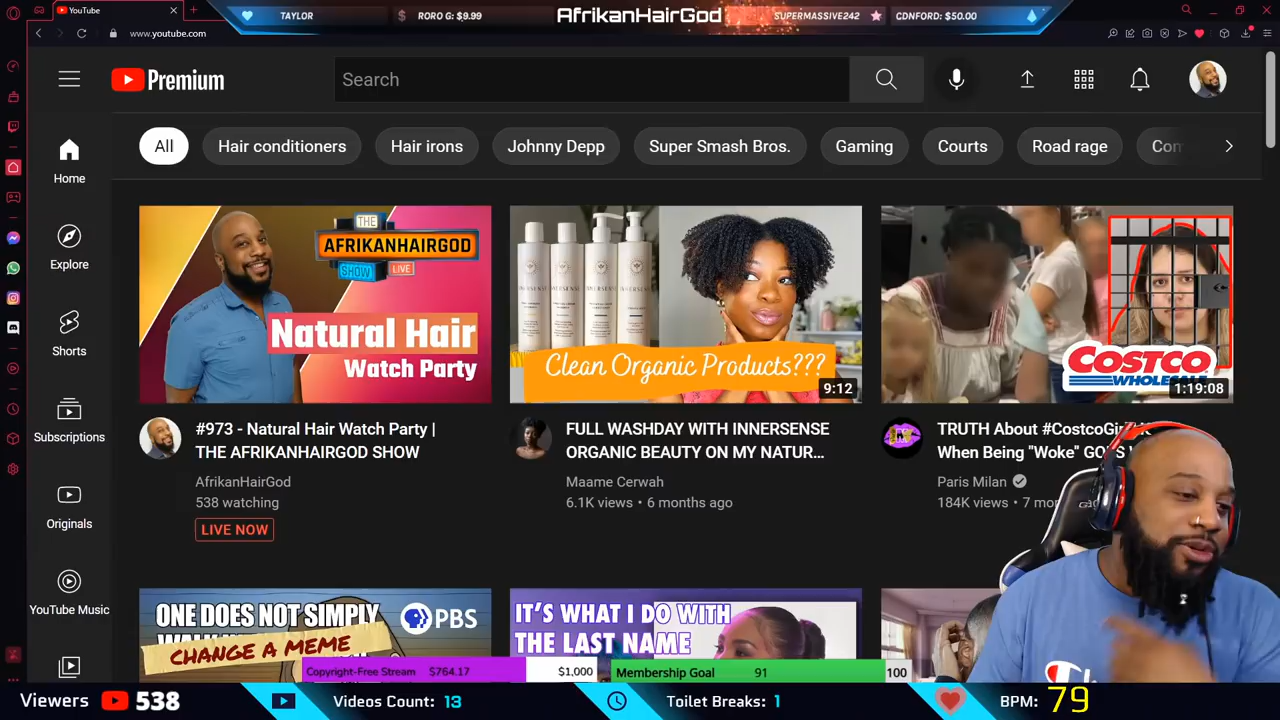 YouTube
TAYLOR
RORO G: $9.99
AfrikanHairGod
SUPERMASSIVE242
CDNFORD: $50.00
www.youtube.com
Premium
Search
All
Hair conditioners
Hair irons
Johnny Depp
Super Smash Bros.
Gaming
Courts
Road rage
Home
Explore
Shorts
Subscriptions
Originals
YouTube Music
THE
AFRIKANHAIRGOD
SHOW
LIVE
Natural Hair
Watch Party
#973 - Natural Hair Watch Party |
THE AFRIKANHAIRGOD SHOW
AfrikanHairGod
538 watching
LIVE NOW
INNERSENSE
Clean Organic Products???
9:12
FULL WASHDAY WITH INNERSENSE
ORGANIC BEAUTY ON MY NATUR...
Maame Cerwah
6.1K views • 6 months ago
COSTCO
WHOLESALE
1:19:08
TRUTH About
When Being "Woke"
Paris Milan
184K views • 7
ONE DOES NOT SIMPLY
CHANGE A MEME
PBS
IT'S WHAT I DO WITH
THE LAST NAME
Copyright-Free Stream $764.17 $1,000
Membership Goal 91 100
Viewers 538
Videos Count: 13
Toilet Breaks: 1
BPM: 79